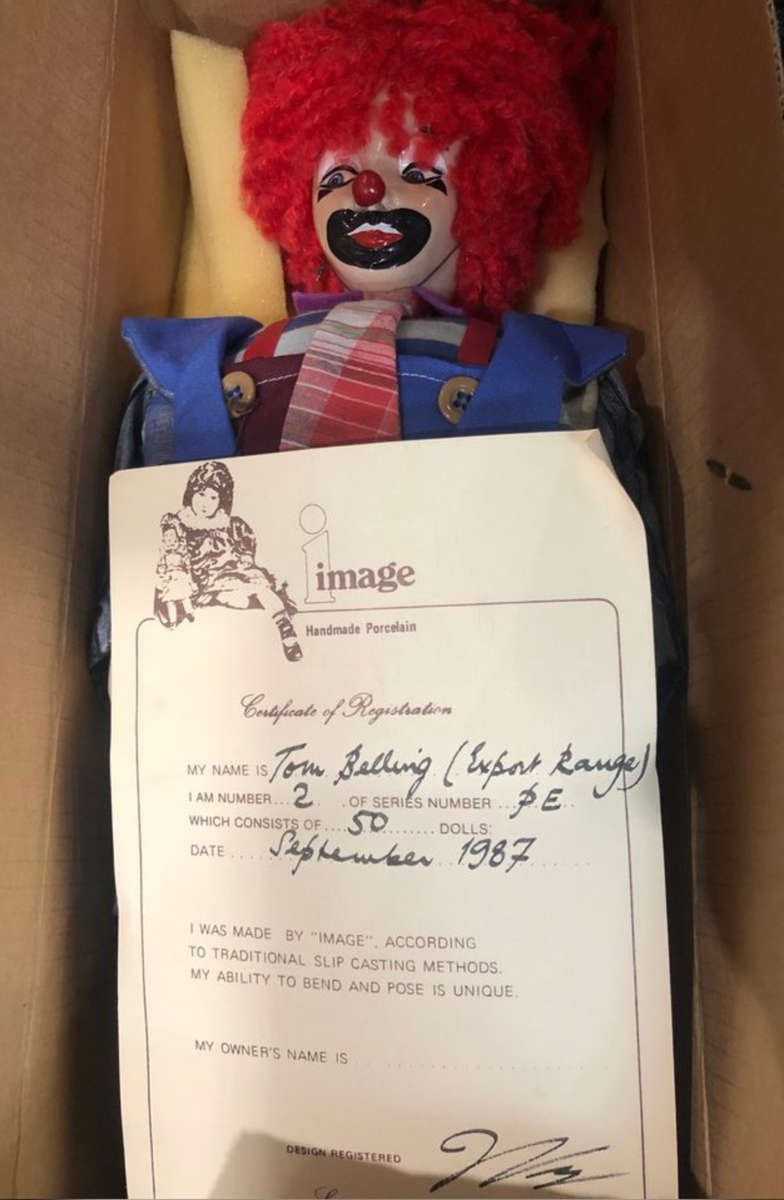 image
Handmade Porcelain
Certificate of Registration
MY NAME IS Tom Belling (Export Range)
I AM NUMBER...2. .OF SERIES NUMBER ...PE..
WHICH CONSISTS OF....50........ DOLLS:
DATE ....September 1987......
I WAS MADE BY "IMAGE", ACCORDING
TO TRADITIONAL SLIP CASTING METHODS.
MY ABILITY TO BEND AND POSE IS UNIQUE.
MY OWNER'S NAME IS ....................
DESIGN REGISTERED